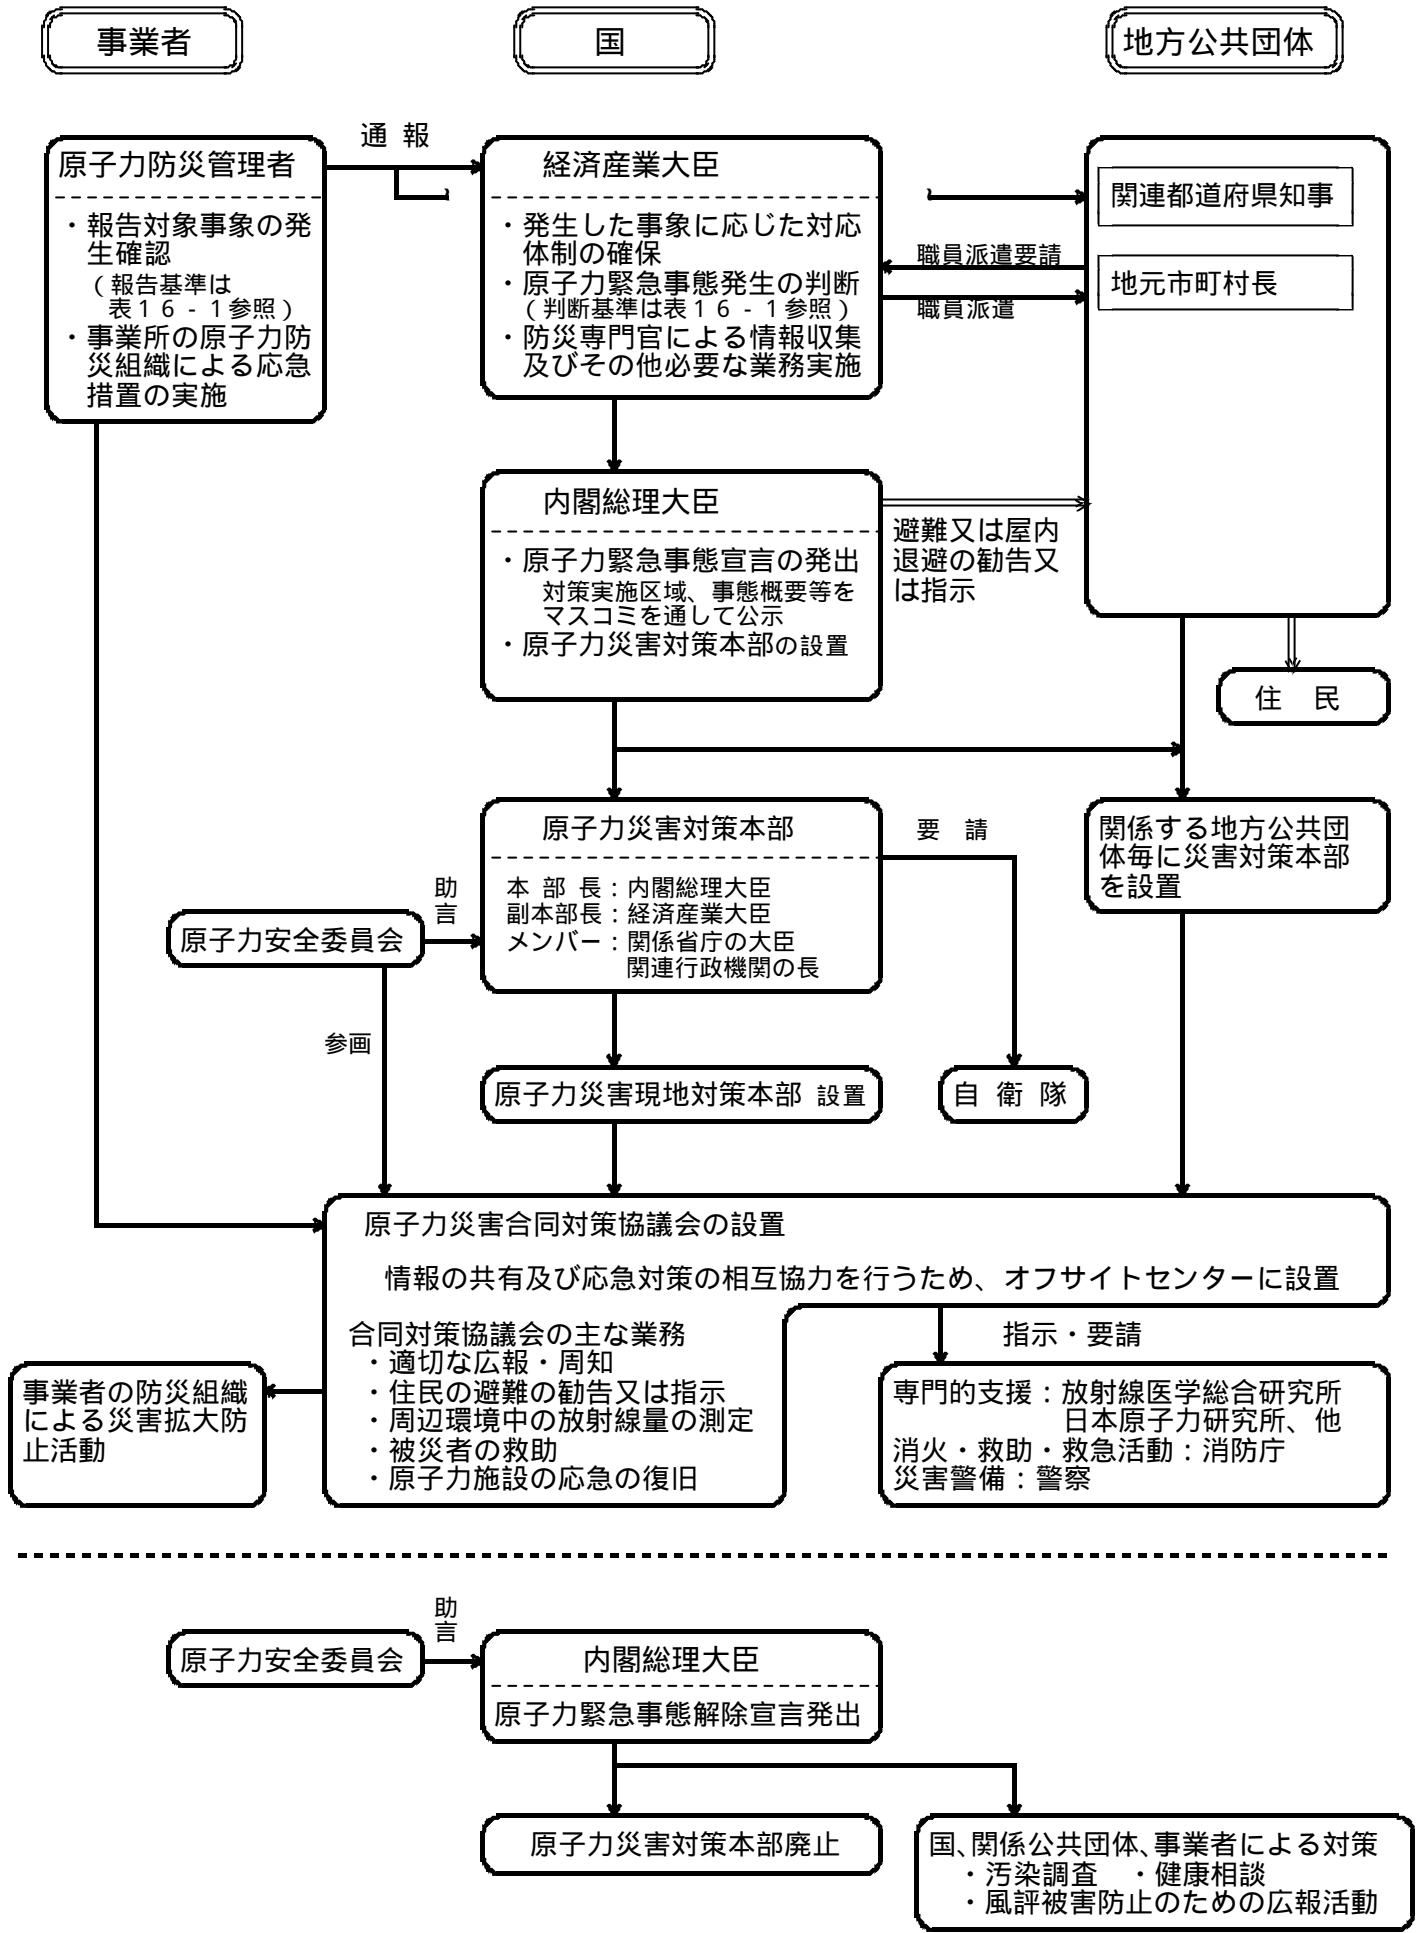 事業者
国
地方公共団体
通 報
原子力防災管理者
・報告対象事象の発
生確認
（報告基準は
表１６-１参照）
・事業所の原子力防
災組織による応急
措置の実施
経済産業大臣
・発生した事象に応じた対応
体制の確保
・原子力緊急事態発生の判断
（判断基準は表１６-１参照）
・防災専門官による情報収集
及びその他必要な業務実施
関連都道府県知事
職員派遣要請
地元市町村長
職員派遣
内閣総理大臣
・原子力緊急事態宣言の発出
対策実施区域、事態概要等を
マスコミを通して公示
・原子力災害対策本部の設置
避難又は屋内
退避の勧告又
は指示
住 民
原子力災害対策本部
本 部 長：内閣総理大臣
副本部長：経済産業大臣
メンバー：関係省庁の大臣
関連行政機関の長
要 請
関係する地方公共団
体毎に災害対策本部
を設置
助
言
原子力安全委員会
参画
原子力災害現地対策本部 設置
自 衛 隊
原子力災害合同対策協議会の設置
情報の共有及び応急対策の相互協力を行うため、オフサイトセンターに設置
合同対策協議会の主な業務
・適切な広報・周知
・住民の避難の勧告又は指示
・周辺環境中の放射線量の測定
・被災者の救助
・原子力施設の応急の復旧
指示・要請
事業者の防災組織
による災害拡大防
止活動
専門的支援：放射線医学総合研究所
日本原子力研究所、他
消火・救助・救急活動：消防庁
災害警備：警察
助
言
原子力安全委員会
内閣総理大臣
原子力緊急事態解除宣言発出
原子力災害対策本部廃止
国、関係公共団体、事業者による対策
・汚染調査 ・健康相談
・風評被害防止のための広報活動